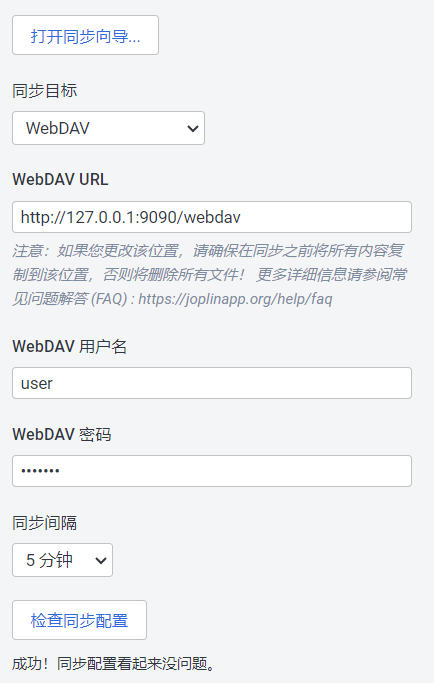 打开同步向导...
同步目标
WebDAV
WebDAV URL
http://127.0.0.1:9090/webdav
注意：如果您更改该位置，请确保在同步之前将所有内容复
制到该位置，否则将删除所有文件！ 更多详细信息请参阅常
见问题解答 (FAQ) : https://joplinapp.org/help/faq
WebDAV 用户名
user
WebDAV 密码
•••••••
同步间隔
5 分钟
检查同步配置
成功！同步配置看起来没问题。